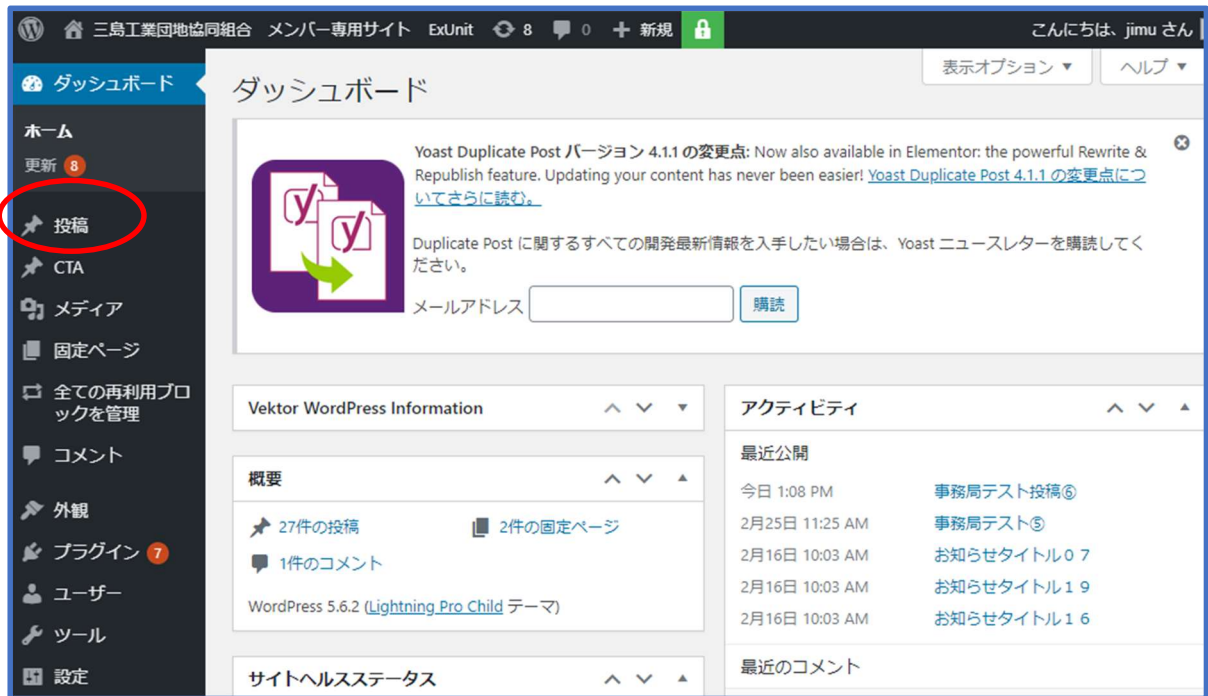 三島工業団地協同組合 メンバー専用サイト ExUnit 8 0 新規 こんにちは、jimu さん
ダッシュボード
ホーム
更新 8
投稿
CTA
メディア
固定ページ
全ての再利用ブロ
ックを管理
コメント
外観
プラグイン 7
ユーザー
ツール
設定
表示オプション ▼ ヘルプ ▼
ダッシュボード
Yoast Duplicate Post バージョン 4.1.1 の変更点: Now also available in Elementor: the powerful Rewrite &
Republish feature. Updating your content has never been easier! Yoast Duplicate Post 4.1.1 の変更点につ
いてさらに読む。
Duplicate Post に関するすべての開発最新情報を入手したい場合は、Yoast ニュースレターを購読してく
ださい。
メールアドレス 購読
Vektor WordPress Information
概要
27件の投稿 2件の固定ページ
1件のコメント
WordPress 5.6.2 (Lightning Pro Child テーマ)
サイトヘルスステータス
アクティビティ
最近公開
今日 1:08 PM 事務局テスト投稿⑥
2月25日 11:25 AM 事務局テスト⑤
2月16日 10:03 AM お知らせタイトル０７
2月16日 10:03 AM お知らせタイトル１９
2月16日 10:03 AM お知らせタイトル１６
最近のコメント